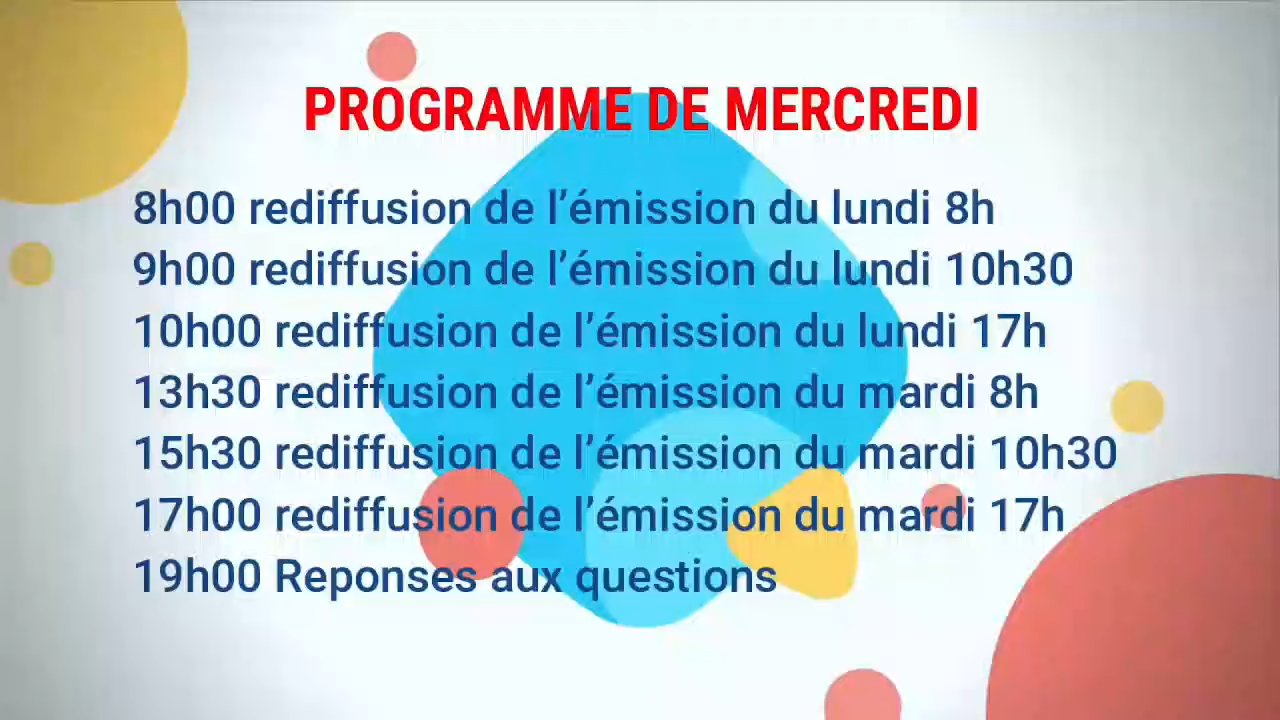 PROGRAMME DE MERCREDI
8h00 rediffusion de l’émission du lundi 8h
9h00 rediffusion de l’émission du lundi 10h30
10h00 rediffusion de l’émission du lundi 17h
13h30 rediffusion de l’émission du mardi 8h
15h30 rediffusion de l’émission du mardi 10h30
17h00 rediffusion de l’émission du mardi 17h
19h00 Reponses aux questions